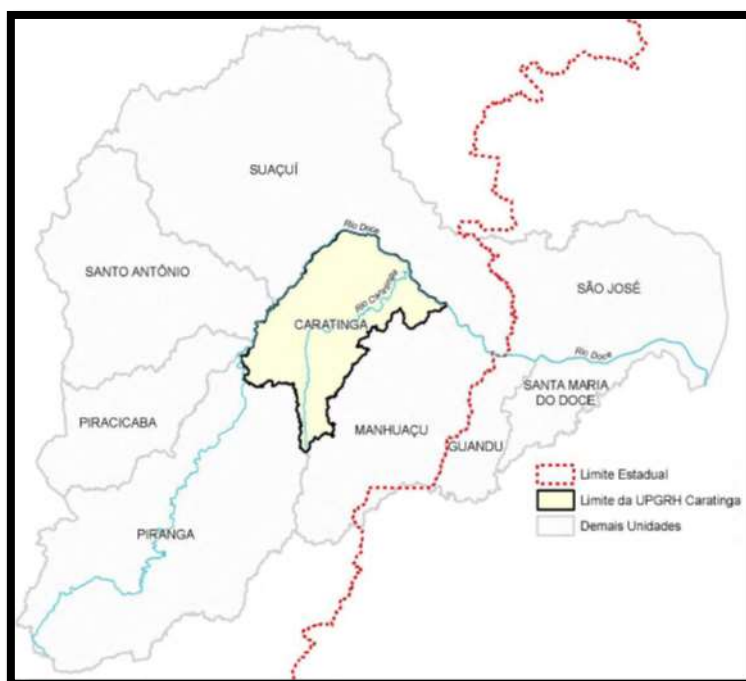 SUAÇUÍ
Rio Doce
SANTO ANTÔNIO
Rio Caratinga
SÃO JOSÉ
CARATINGA
Rio Doce
SANTA MARIA
DO DOCE
PIRACICABA
MANHUAÇU
GUANDU
Limite Estadual
Limite da UPGRH Caratinga
Demais Unidades
PIRANGA